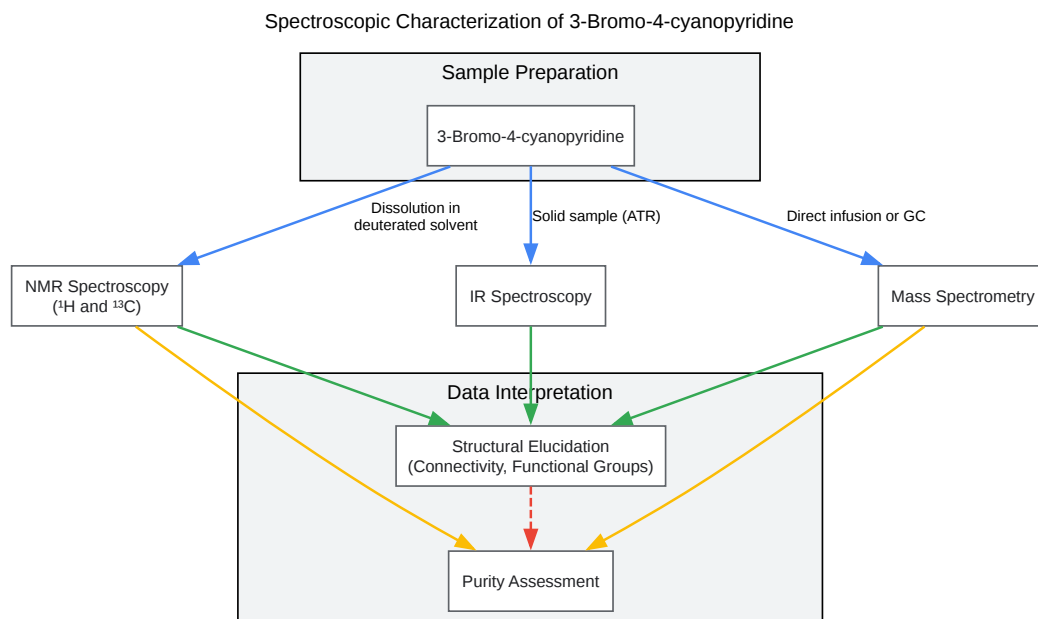 Spectroscopic Characterization of 3-Bromo-4-cyanopyridine
Sample Preparation
3-Bromo-4-cyanopyridine
Dissolution in
deuterated solvent
Solid sample (ATR)
Direct infusion or GC
NMR Spectroscopy
(¹H and ¹³C)
IR Spectroscopy
Mass Spectrometry
Data Interpretation
Structural Elucidation
(Connectivity, Functional Groups)
Purity Assessment